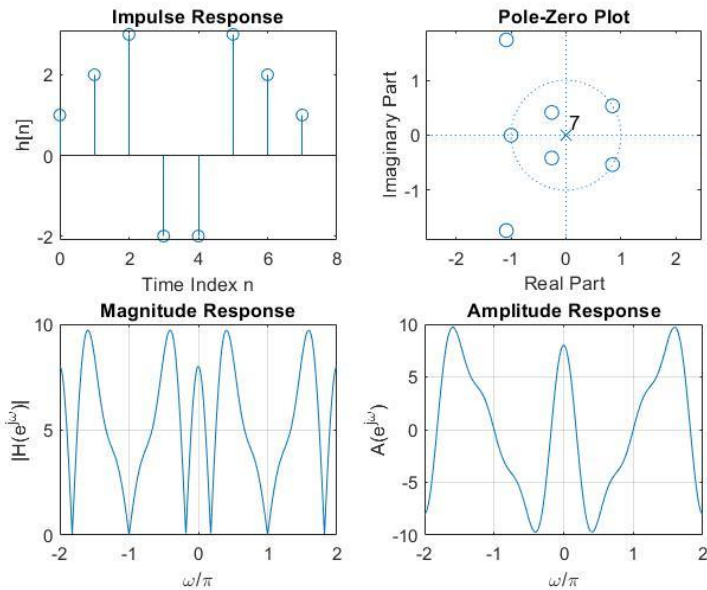 Impulse Response
h[n]
2
0
-2
0 2 4 6 8
Time Index n
Pole-Zero Plot
Imaginary Part
1
0
-1
7
-2 -1 0 1 2
Real Part
Magnitude Response
|H(e^{jω})|
10
5
0
-2 -1 0 1 2
ω/π
Amplitude Response
A(e^{jω})
10
5
0
-5
-10
-2 -1 0 1 2
ω/π